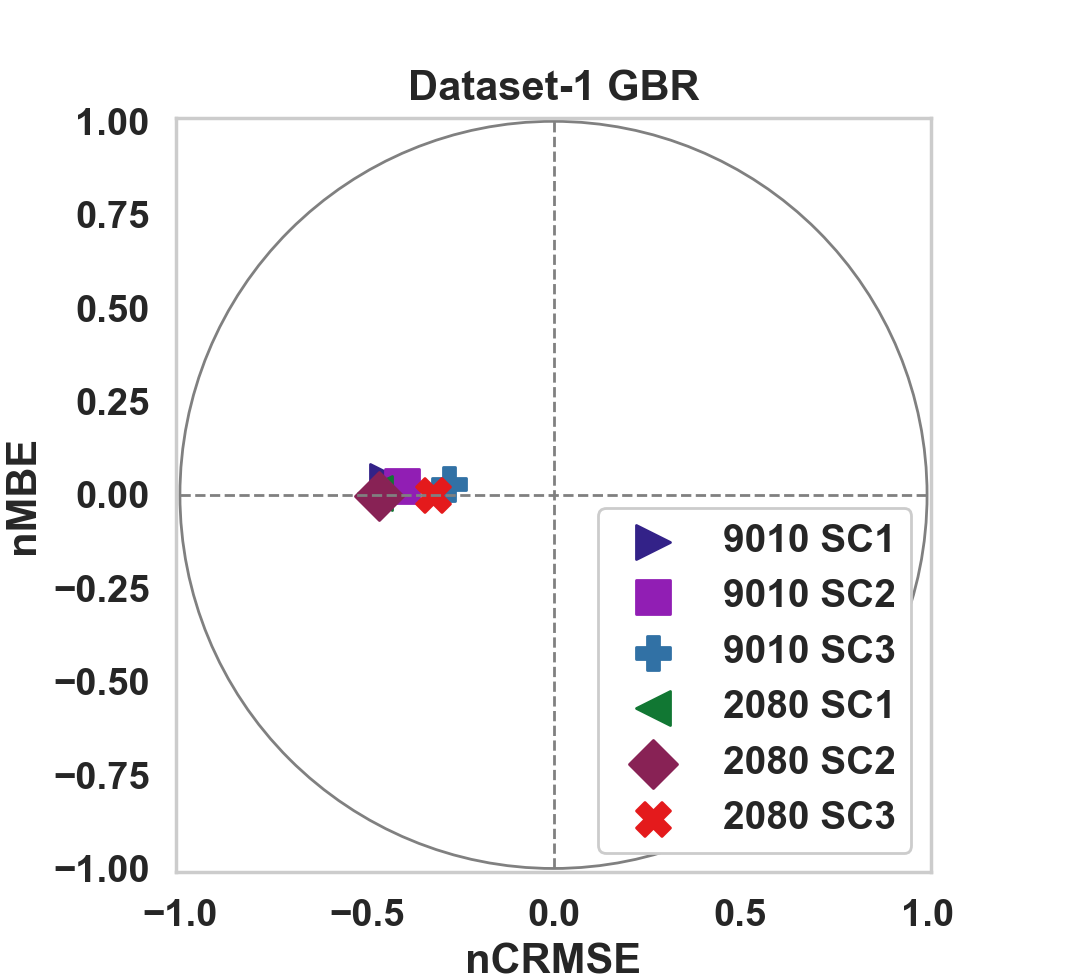 Dataset-1 GBR
1.00
0.75
0.50
0.25
0.00
−0.25
−0.50
−0.75
−1.00
nMBE
9010 SC1
9010 SC2
9010 SC3
2080 SC1
2080 SC2
2080 SC3
−1.0 −0.5 0.0 0.5 1.0
nCRMSE